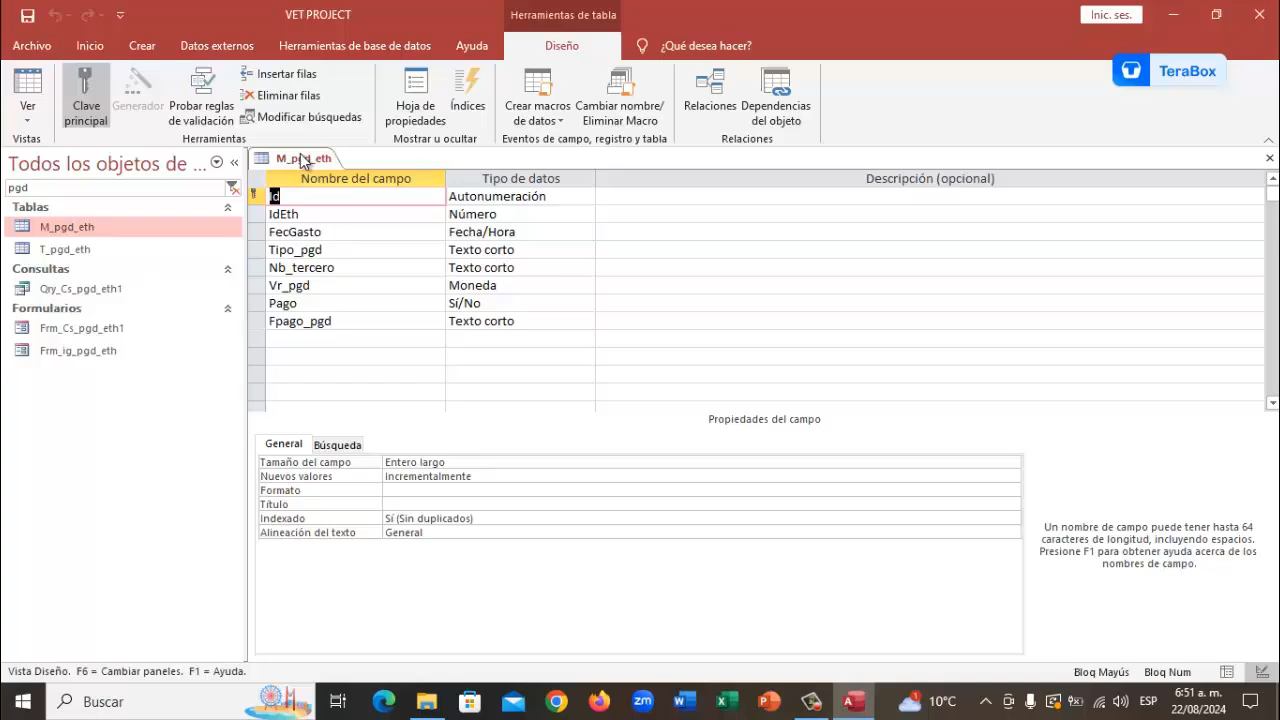 VET PROJECT
Herramientas de tabla
Inic. ses.
Archivo
Inicio
Crear
Datos externos
Herramientas de base de datos
Ayuda
Diseño
¿Qué desea hacer?
TeraBox
Ver
Clave principal
Generador
Probar reglas de validación
Insertar filas
Eliminar filas
Modificar búsquedas
Hoja de propiedades
Índices
Crear macros de datos
Cambiar nombre/ Eliminar Macro
Relaciones
Dependencias del objeto
Vistas
Herramientas
Mostrar u ocultar
Eventos de campo, registro y tabla
Relaciones
Todos los objetos de ...
pgd
Tablas
M_pgd_eth
T_pgd_eth
Consultas
Qry_Cs_pgd_eth1
Formularios
Frm_Cs_pgd_eth1
Frm_ig_pgd_eth
M_pgd_eth
Nombre del campo Tipo de datos Descripción (opcional)
Id Autonumeración
IdEth Número
FecGasto Fecha/Hora
Tipo_pgd Texto corto
Nb_tercero Texto corto
Vr_pgd Moneda
Pago Sí/No
Fpago_pgd Texto corto
Propiedades del campo
General Búsqueda
Tamaño del campo Entero largo
Nuevos valores Incrementalmente
Formato
Título
Indexado Sí (Sin duplicados)
Alineación del texto General
Un nombre de campo puede tener hasta 64
caracteres de longitud, incluyendo espacios.
Presione F1 para obtener ayuda acerca de los
nombres de campo.
Vista Diseño. F6 = Cambiar paneles. F1 = Ayuda.
Bloq Mayús Bloq Num
Buscar
10°C
ESP
6:51 a. m.
22/08/2024